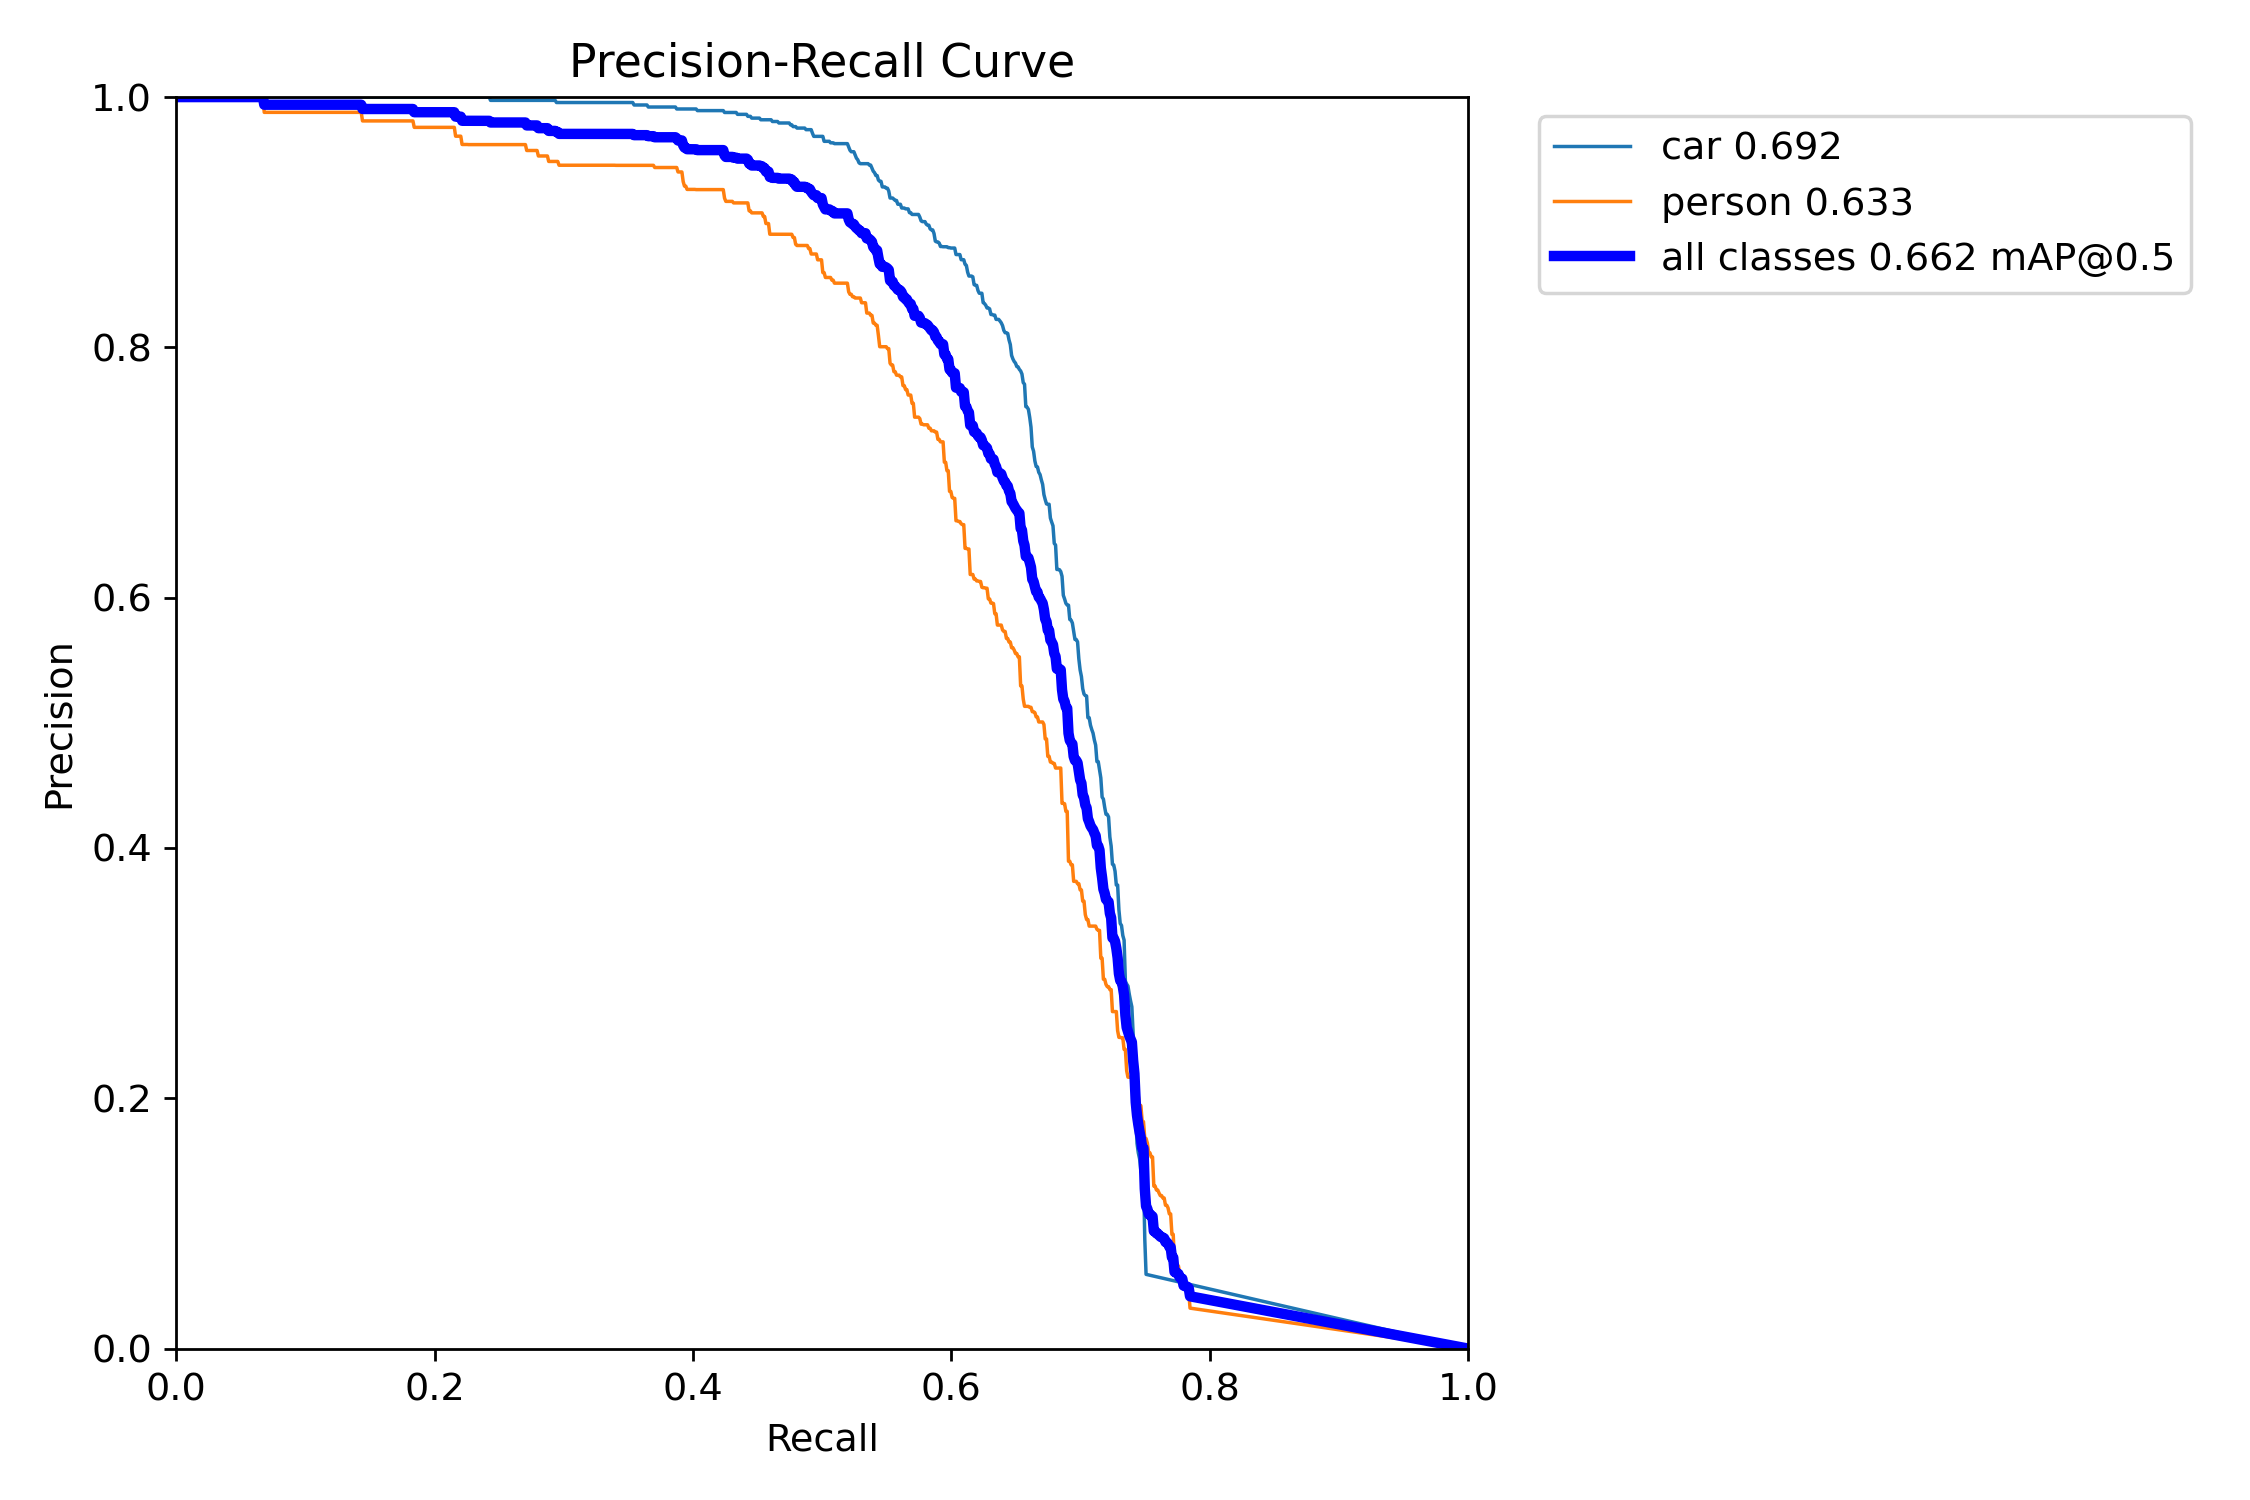 Precision-Recall Curve
car 0.692
person 0.633
all classes 0.662 mAP@0.5
Precision
1.0
0.8
0.6
0.4
0.2
0.0
0.0 0.2 0.4 0.6 0.8 1.0
Recall